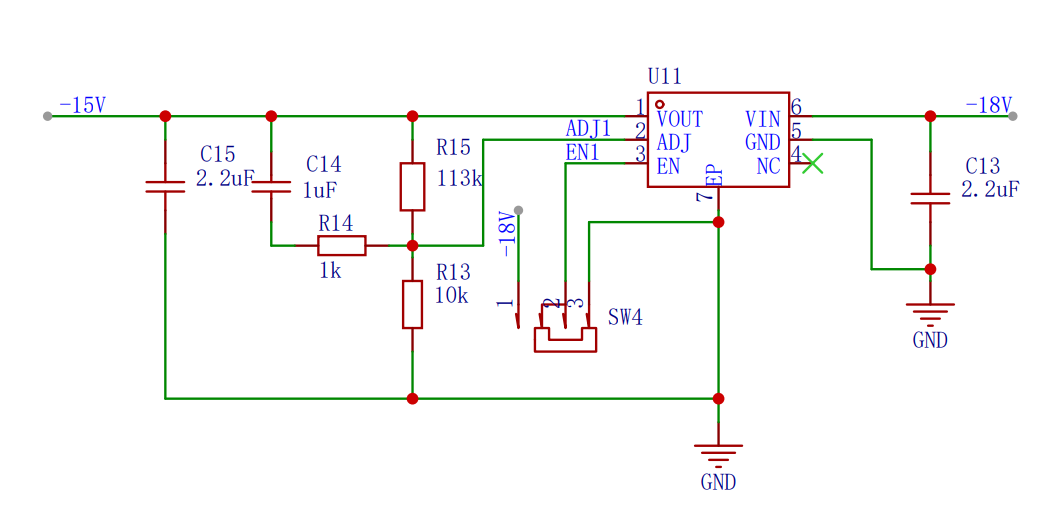 U11
-15V
-18V
1
VOUT
VIN
6
ADJ1
2
ADJ
GND
5
EN1
3
EN
EP
NC
4
7
C15
2.2uF
C14
1uF
R15
113k
C13
2.2uF
R14
1k
-18V
R13
10k
1
2
3
SW4
GND
GND